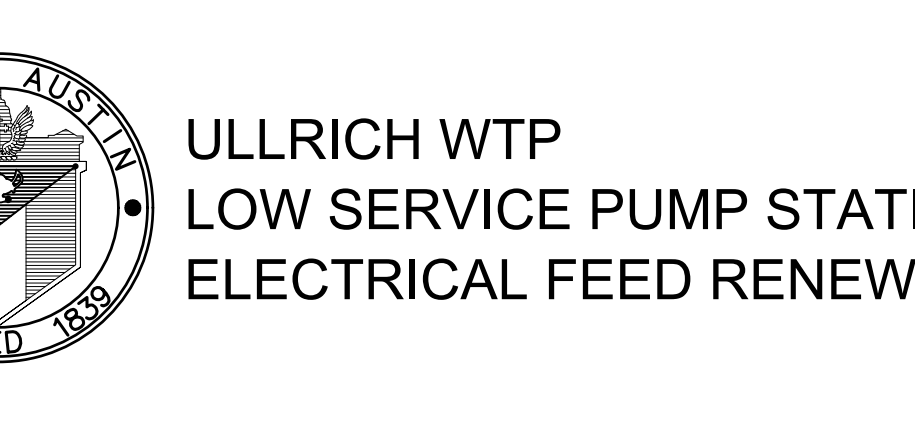 AUSTIN
ULLRICH WTP
LOW SERVICE PUMP STATI
ELECTRICAL FEED RENEW
1839